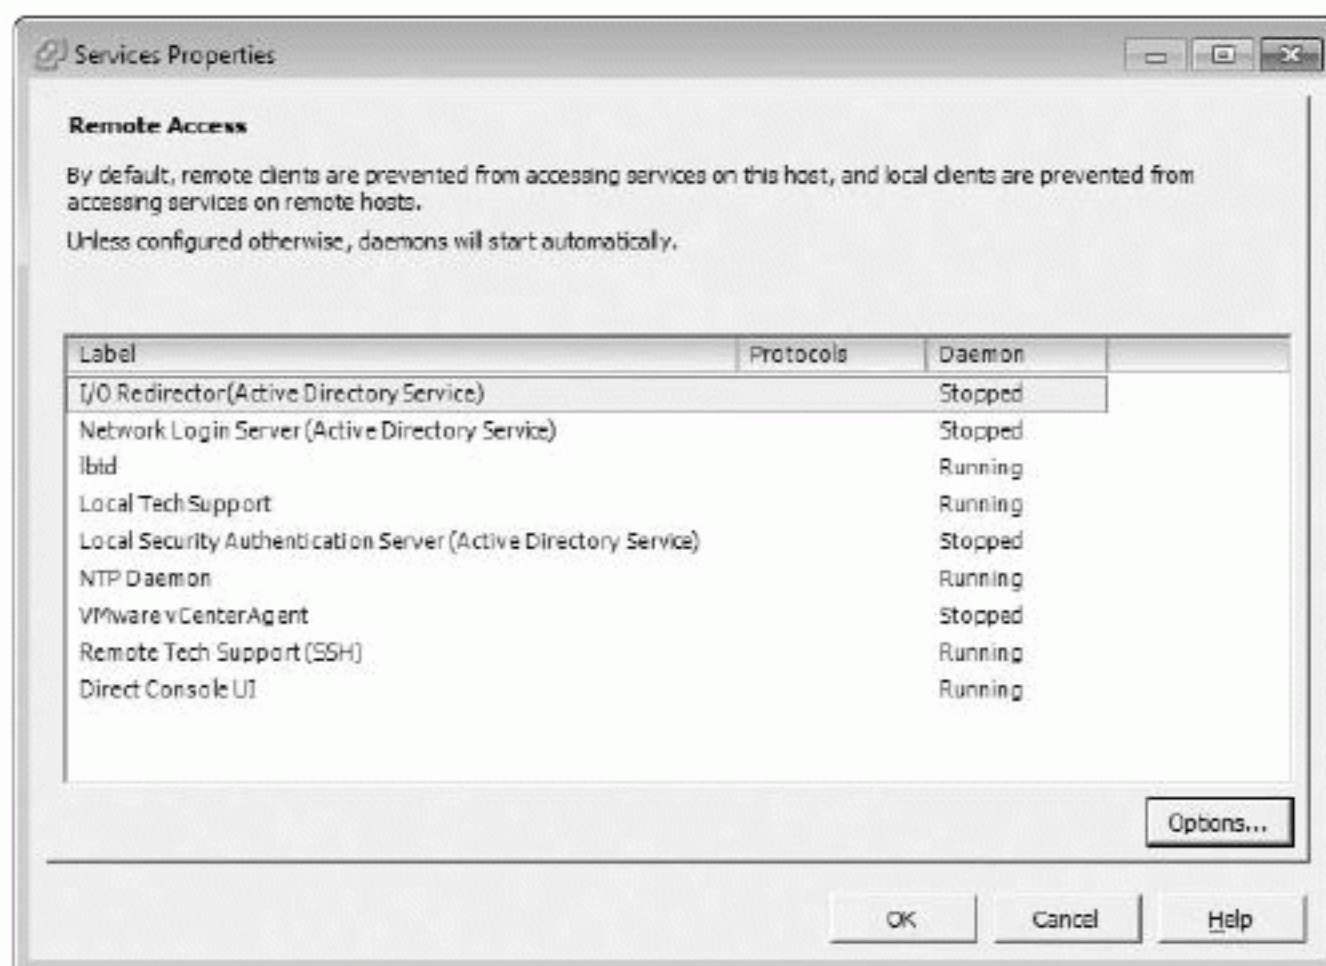 Services Properties
Remote Access
By default, remote clients are prevented from accessing services on this host, and local clients are prevented from
accessing services on remote hosts.
Unless configured otherwise, daemons will start automatically.
Label Protocols Daemon
I/O Redirector (Active Directory Service) Stopped
Network Login Server (Active Directory Service) Stopped
lbtd Running
Local Tech Support Running
Local Security Authentication Server (Active Directory Service) Stopped
NTP Daemon Running
VMware vCenter Agent Stopped
Remote Tech Support (SSH) Running
Direct Console UI Running
Options...
OK Cancel Help